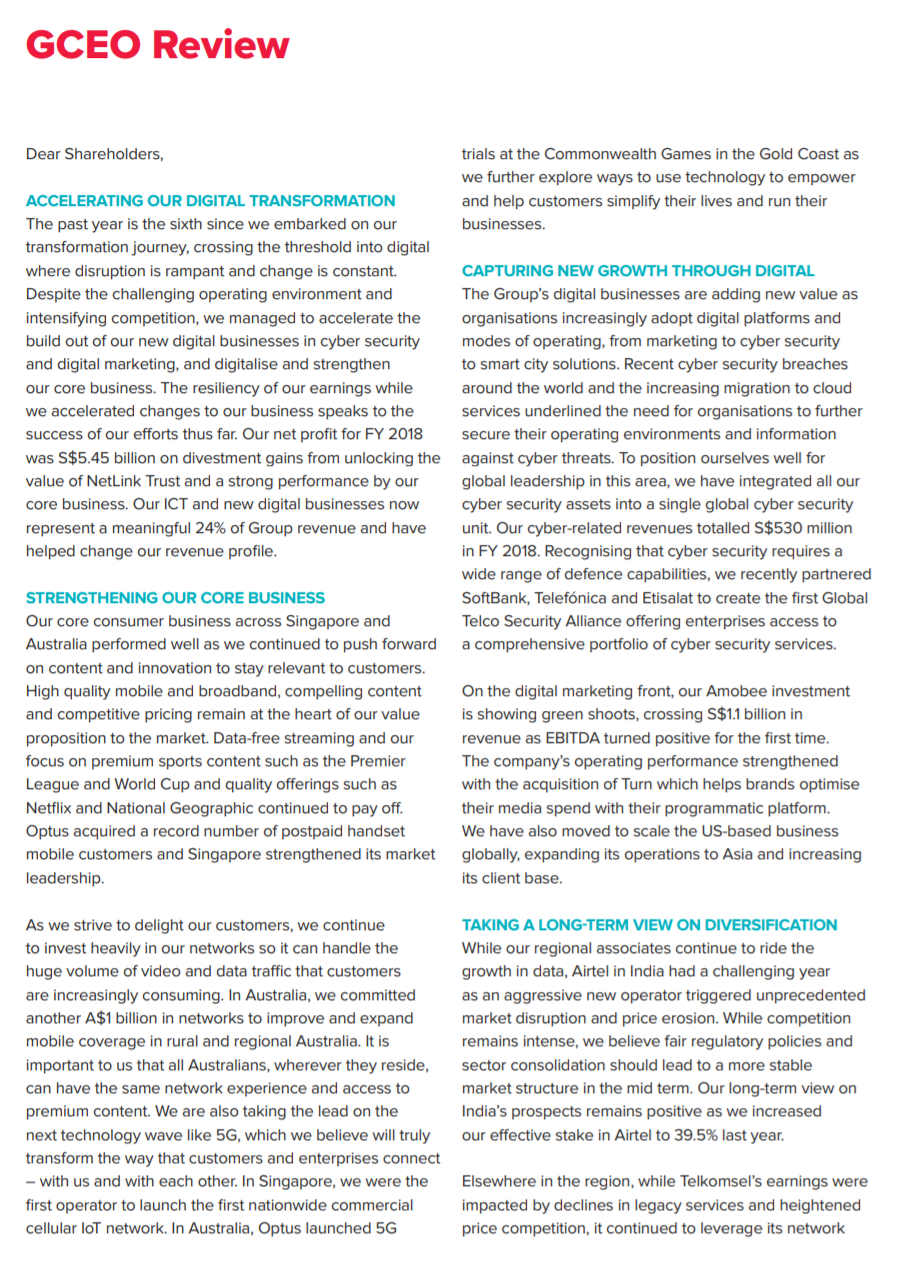 GCEO Review
Dear Shareholders,
ACCELERATING OUR DIGITAL TRANSFORMATION
The past year is the sixth since we embarked on our
transformation journey, crossing the threshold into digital
where disruption is rampant and change is constant.
Despite the challenging operating environment and
intensifying competition, we managed to accelerate the
build out of our new digital businesses in cyber security
and digital marketing, and digitalise and strengthen
our core business. The resiliency of our earnings while
we accelerated changes to our business speaks to the
success of our efforts thus far. Our net profit for FY 2018
was S$5.45 billion on divestment gains from unlocking the
value of NetLink Trust and a strong performance by our
core business. Our ICT and new digital businesses now
represent a meaningful 24% of Group revenue and have
helped change our revenue profile.
STRENGTHENING OUR CORE BUSINESS
Our core consumer business across Singapore and
Australia performed well as we continued to push forward
on content and innovation to stay relevant to customers.
High quality mobile and broadband, compelling content
and competitive pricing remain at the heart of our value
proposition to the market. Data-free streaming and our
focus on premium sports content such as the Premier
League and World Cup and quality offerings such as
Netflix and National Geographic continued to pay off.
Optus acquired a record number of postpaid handset
mobile customers and Singapore strengthened its market
leadership.
As we strive to delight our customers, we continue
to invest heavily in our networks so it can handle the
huge volume of video and data traffic that customers
are increasingly consuming. In Australia, we committed
another A$1 billion in networks to improve and expand
mobile coverage in rural and regional Australia. It is
important to us that all Australians, wherever they reside,
can have the same network experience and access to
premium content. We are also taking the lead on the
next technology wave like 5G, which we believe will truly
transform the way that customers and enterprises connect
– with us and with each other. In Singapore, we were the
first operator to launch the first nationwide commercial
cellular IoT network. In Australia, Optus launched 5G
trials at the Commonwealth Games in the Gold Coast as
we further explore ways to use technology to empower
and help customers simplify their lives and run their
businesses.
CAPTURING NEW GROWTH THROUGH DIGITAL
The Group's digital businesses are adding new value as
organisations increasingly adopt digital platforms and
modes of operating, from marketing to cyber security
to smart city solutions. Recent cyber security breaches
around the world and the increasing migration to cloud
services underlined the need for organisations to further
secure their operating environments and information
against cyber threats. To position ourselves well for
global leadership in this area, we have integrated all our
cyber security assets into a single global cyber security
unit. Our cyber-related revenues totalled S$530 million
in FY 2018. Recognising that cyber security requires a
wide range of defence capabilities, we recently partnered
SoftBank, Telefónica and Etisalat to create the first Global
Telco Security Alliance offering enterprises access to
a comprehensive portfolio of cyber security services.
On the digital marketing front, our Amobee investment
is showing green shoots, crossing S$1.1 billion in
revenue as EBITDA turned positive for the first time.
The company's operating performance strengthened
with the acquisition of Turn which helps brands optimise
their media spend with their programmatic platform.
We have also moved to scale the US-based business
globally, expanding its operations to Asia and increasing
its client base.
TAKING A LONG-TERM VIEW ON DIVERSIFICATION
While our regional associates continue to ride the
growth in data, Airtel in India had a challenging year
as an aggressive new operator triggered unprecedented
market disruption and price erosion. While competition
remains intense, we believe fair regulatory policies and
sector consolidation should lead to a more stable
market structure in the mid term. Our long-term view on
India's prospects remains positive as we increased
our effective stake in Airtel to 39.5% last year.
Elsewhere in the region, while Telkomsel's earnings were
impacted by declines in legacy services and heightened
price competition, it continued to leverage its network